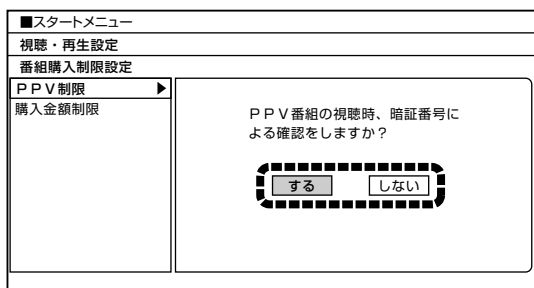 ■スタートメニュー
視聴・再生設定
番組購入制限設定
PPV制限 ▶
購入金額制限
PPV番組の視聴時、暗証番号に
よる確認をしますか?
する しない